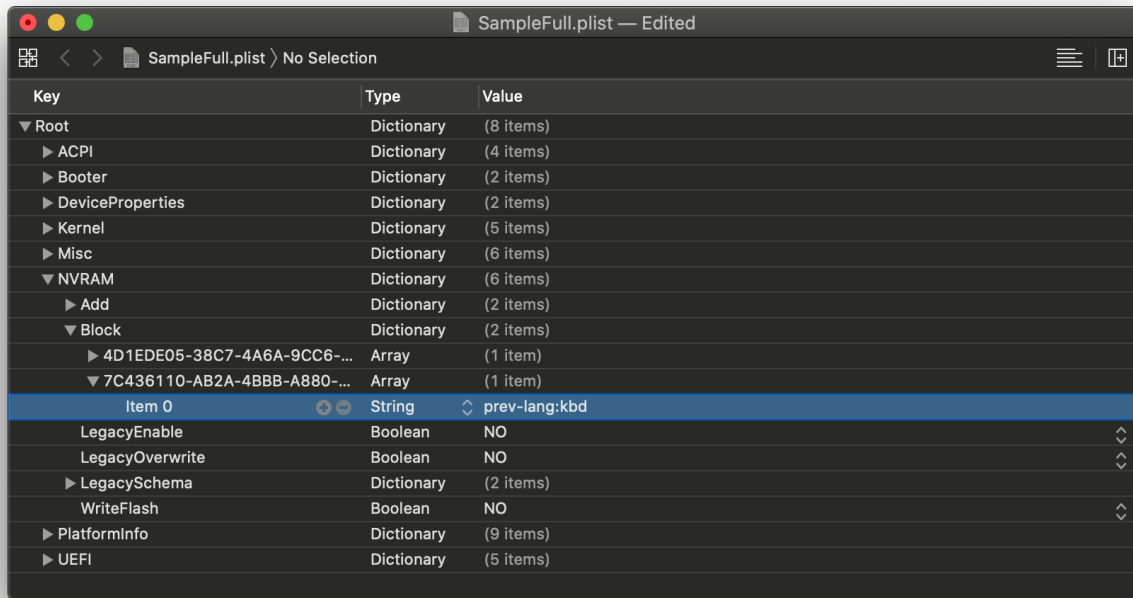 SampleFull.plist — Edited
SampleFull.plist 〉 No Selection
Key Type Value
Root Dictionary (8 items)
ACPI Dictionary (4 items)
Booter Dictionary (2 items)
DeviceProperties Dictionary (2 items)
Kernel Dictionary (5 items)
Misc Dictionary (6 items)
NVRAM Dictionary (6 items)
Add Dictionary (2 items)
Block Dictionary (2 items)
4D1EDE05-38C7-4A6A-9CC6-... Array (1 item)
7C436110-AB2A-4BBB-A880-... Array (1 item)
Item 0 String prev-lang:kbd
LegacyEnable Boolean NO
LegacyOverwrite Boolean NO
LegacySchema Dictionary (2 items)
WriteFlash Boolean NO
PlatformInfo Dictionary (9 items)
UEFI Dictionary (5 items)